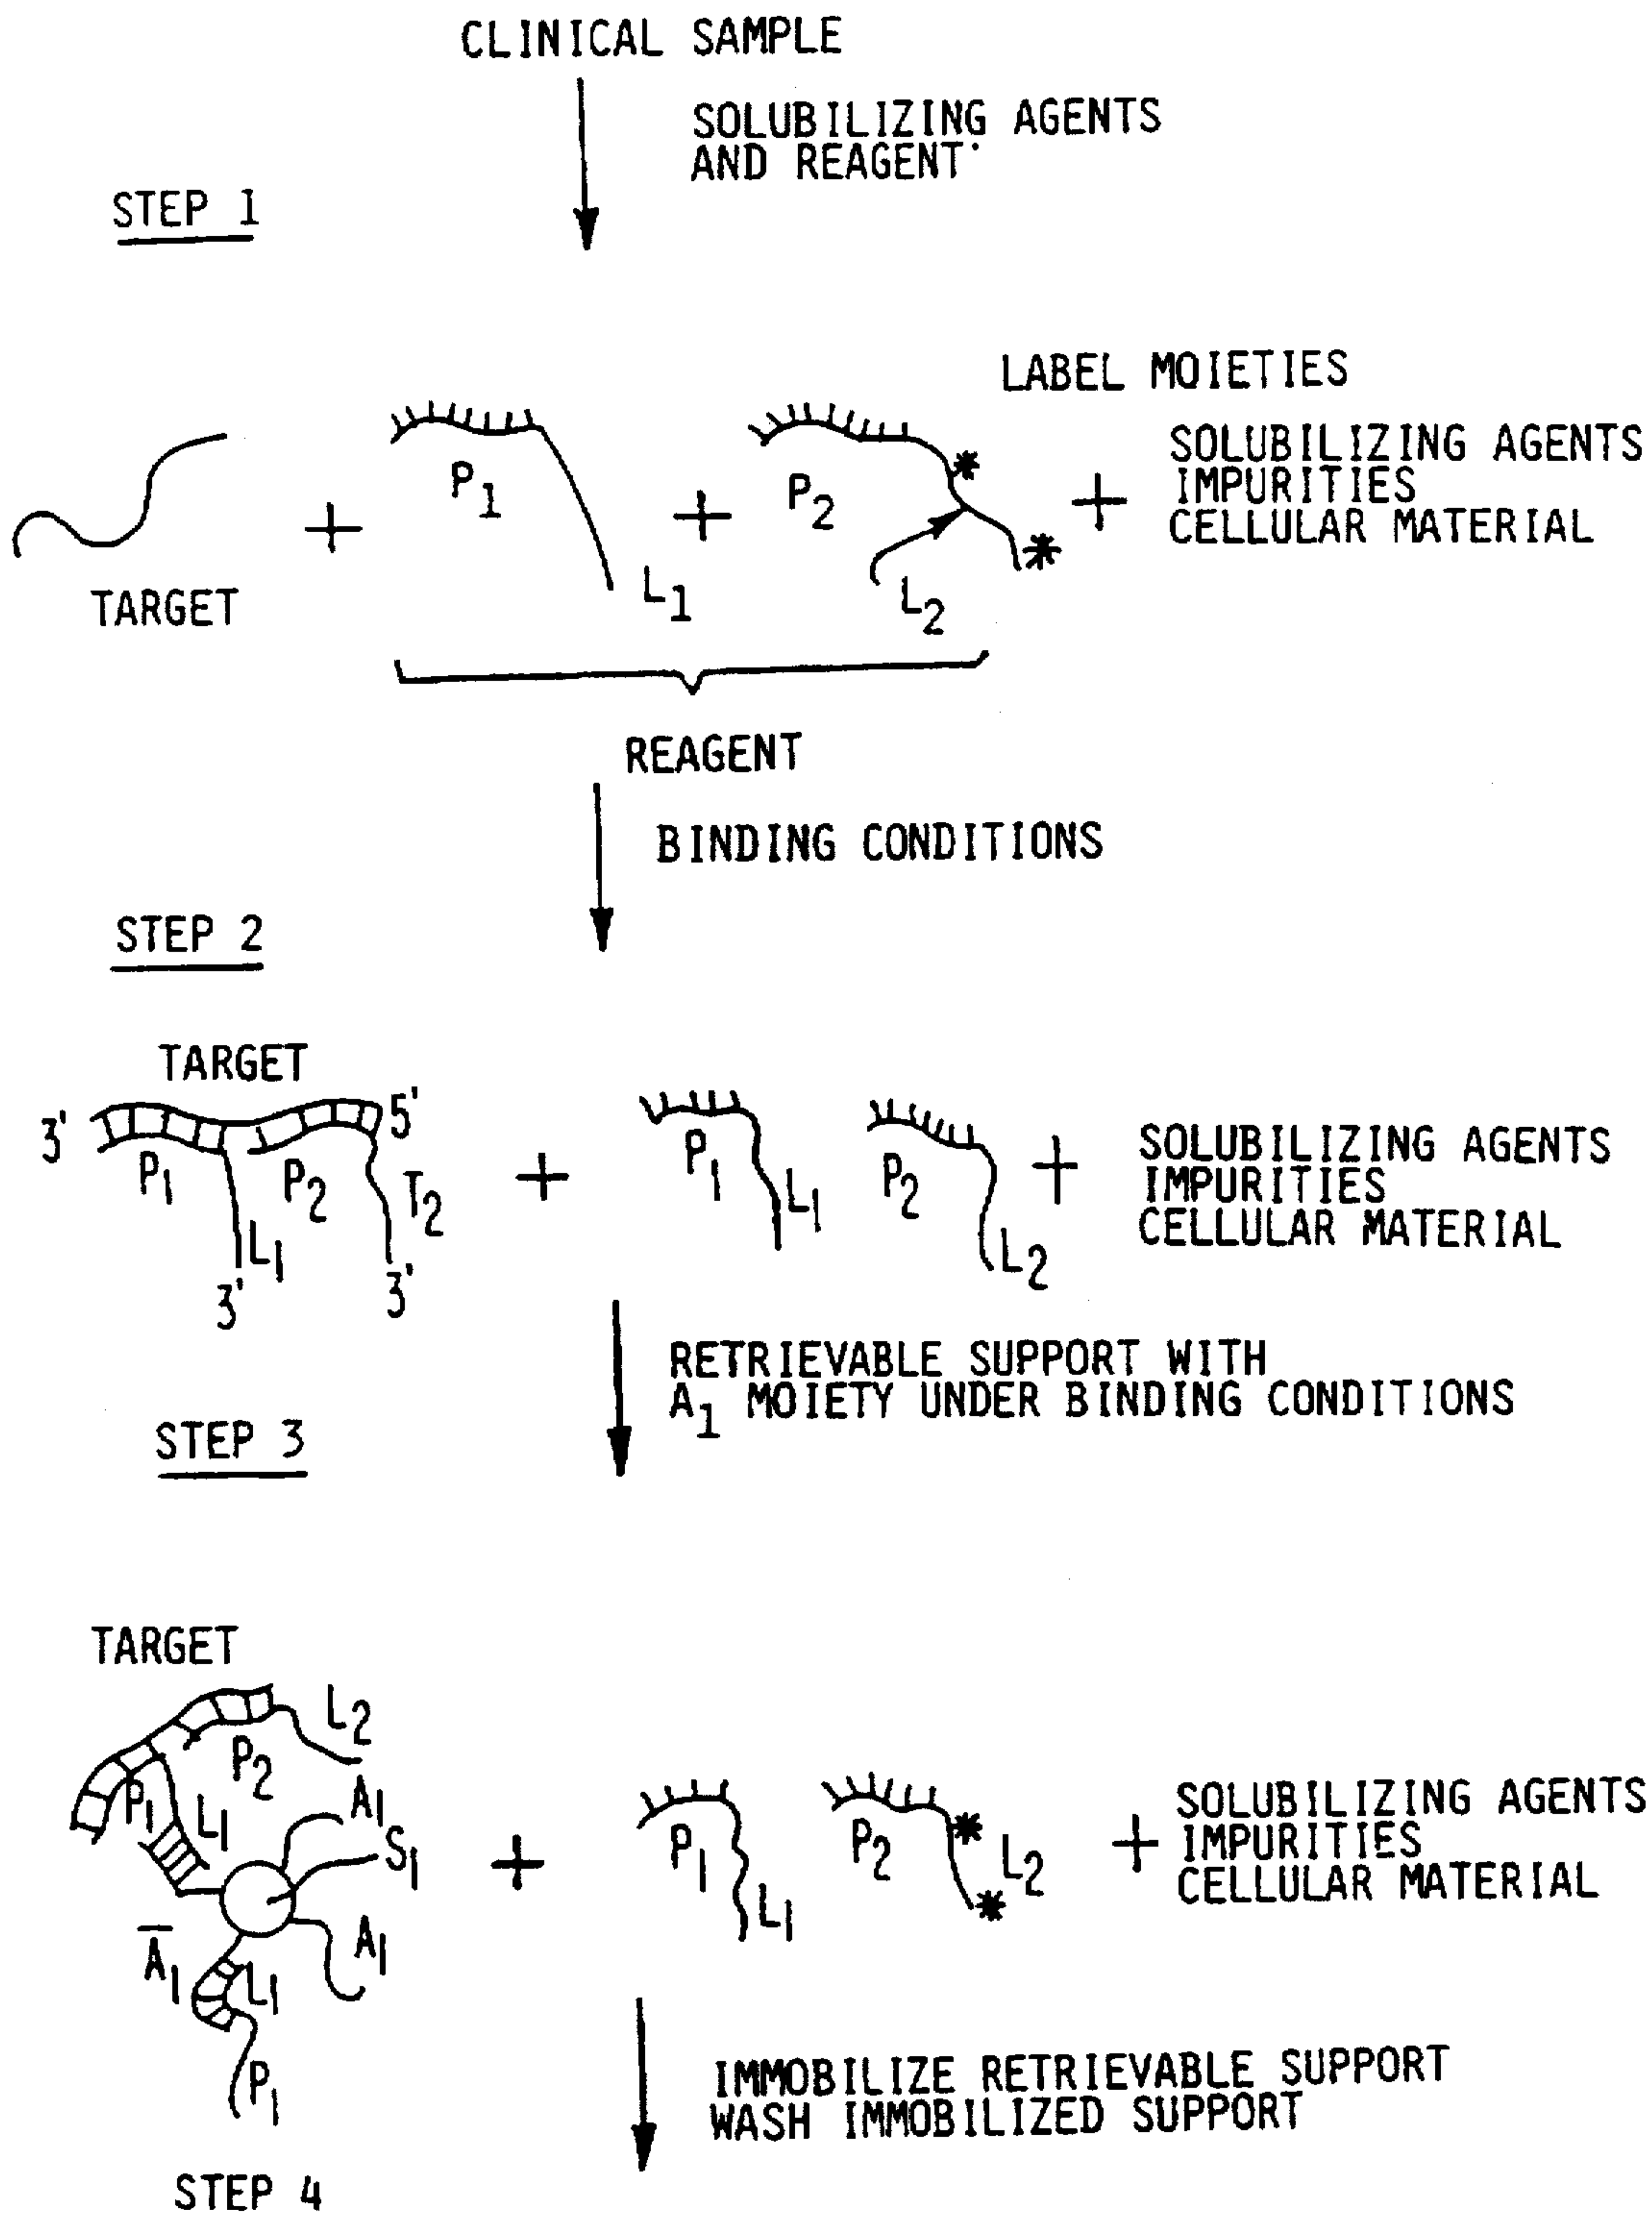 CLINICAL SAMPLE
SOLUBILIZING AGENTS
AND REAGENT
STEP 1
LABEL MOIETIES
SOLUBILIZING AGENTS
IMPURITIES
CELLULAR MATERIAL
P1
P2
*
+
+
+
*
L1
L2
TARGET
REAGENT
BINDING CONDITIONS
STEP 2
TARGET
3'
5'
P1
P2
T2
L1
3'
3'
+
P1
L1
P2
L2
+
SOLUBILIZING AGENTS
IMPURITIES
CELLULAR MATERIAL
RETRIEVABLE SUPPORT WITH
A1 MOIETY UNDER BINDING CONDITIONS
STEP 3
TARGET
L2
P2
P1
L1
A1
S1
A1
A̅1
L1
P1
+
P1
L1
P2
*
L2
*
+
SOLUBILIZING AGENTS
IMPURITIES
CELLULAR MATERIAL
IMMOBILIZE RETRIEVABLE SUPPORT
WASH IMMOBILIZED SUPPORT
STEP 4